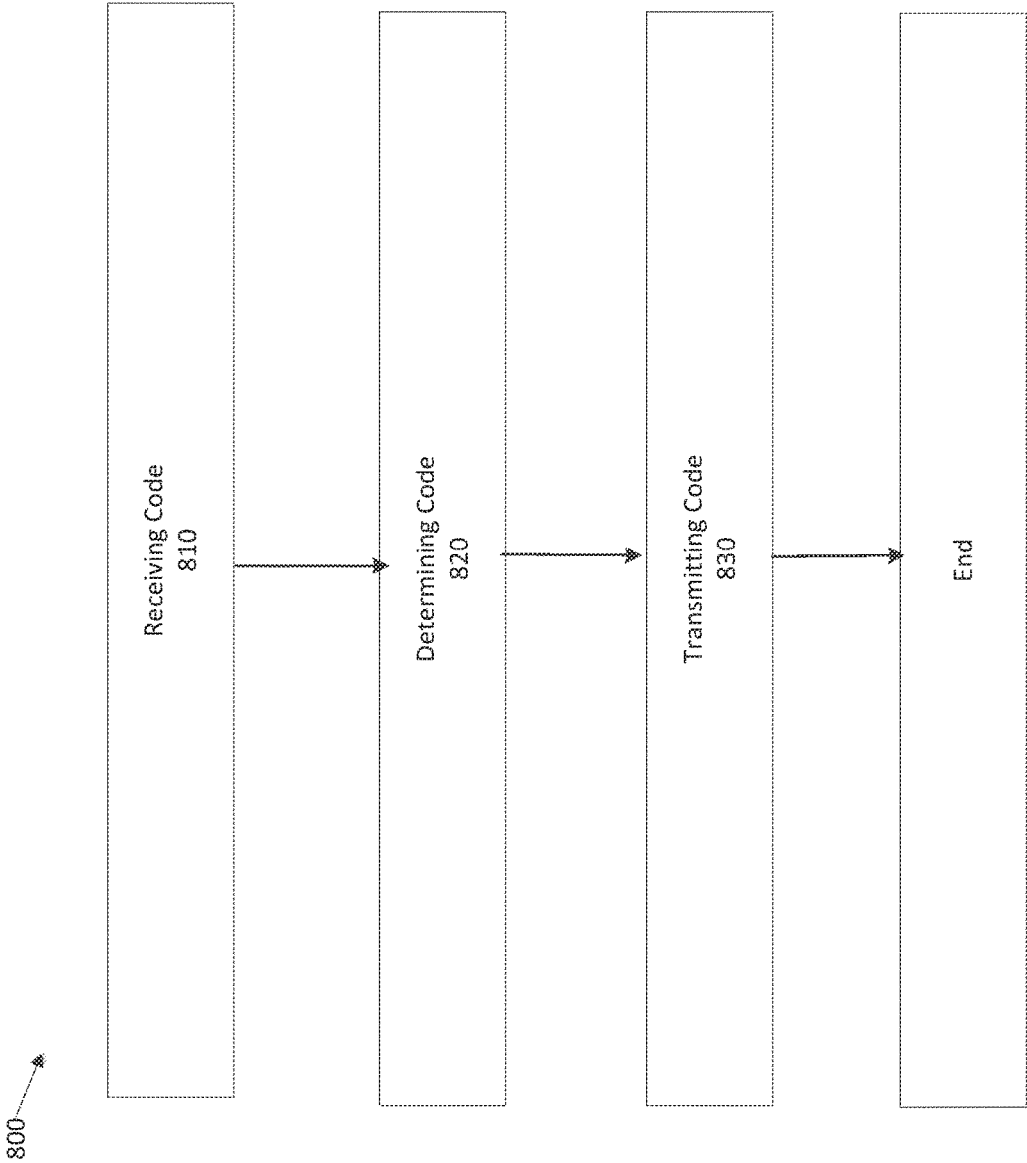 800
Receiving Code
810
Determining Code
820
Transmitting Code
830
End